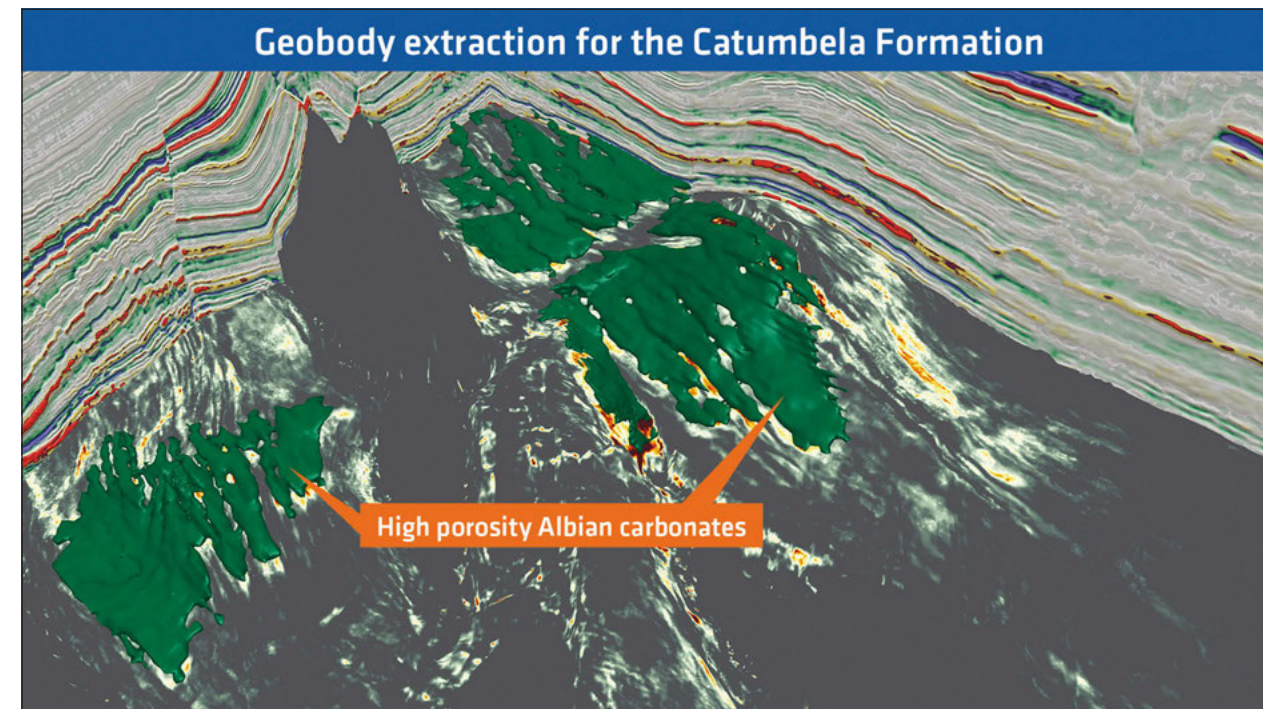 Geobody extraction for the Catumbela Formation
High porosity Albian carbonates